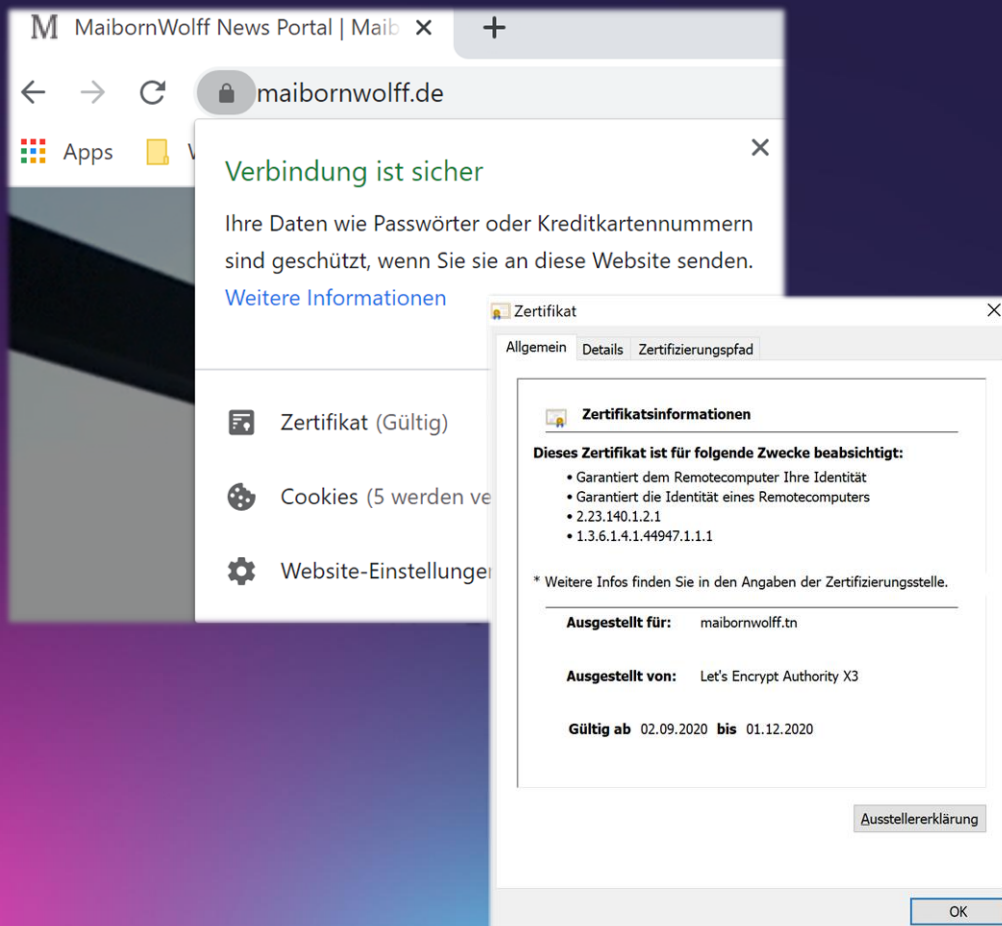 M MaibornWolff News Portal | Maib
maibornwolff.de
Apps
Verbindung ist sicher
Ihre Daten wie Passwörter oder Kreditkartennummern
sind geschützt, wenn Sie sie an diese Website senden.
Weitere Informationen
Zertifikat (Gültig)
Cookies (5 werden ve
Website-Einstellunge
Zertifikat
Allgemein Details Zertifizierungspfad
Zertifikatsinformationen
Dieses Zertifikat ist für folgende Zwecke beabsichtigt:
• Garantiert dem Remotecomputer Ihre Identität
• Garantiert die Identität eines Remotecomputers
• 2.23.140.1.2.1
• 1.3.6.1.4.1.44947.1.1.1
* Weitere Infos finden Sie in den Angaben der Zertifizierungsstelle.
Ausgestellt für: maibornwolff.tn
Ausgestellt von: Let's Encrypt Authority X3
Gültig ab 02.09.2020 bis 01.12.2020
Ausstellererklärung
OK